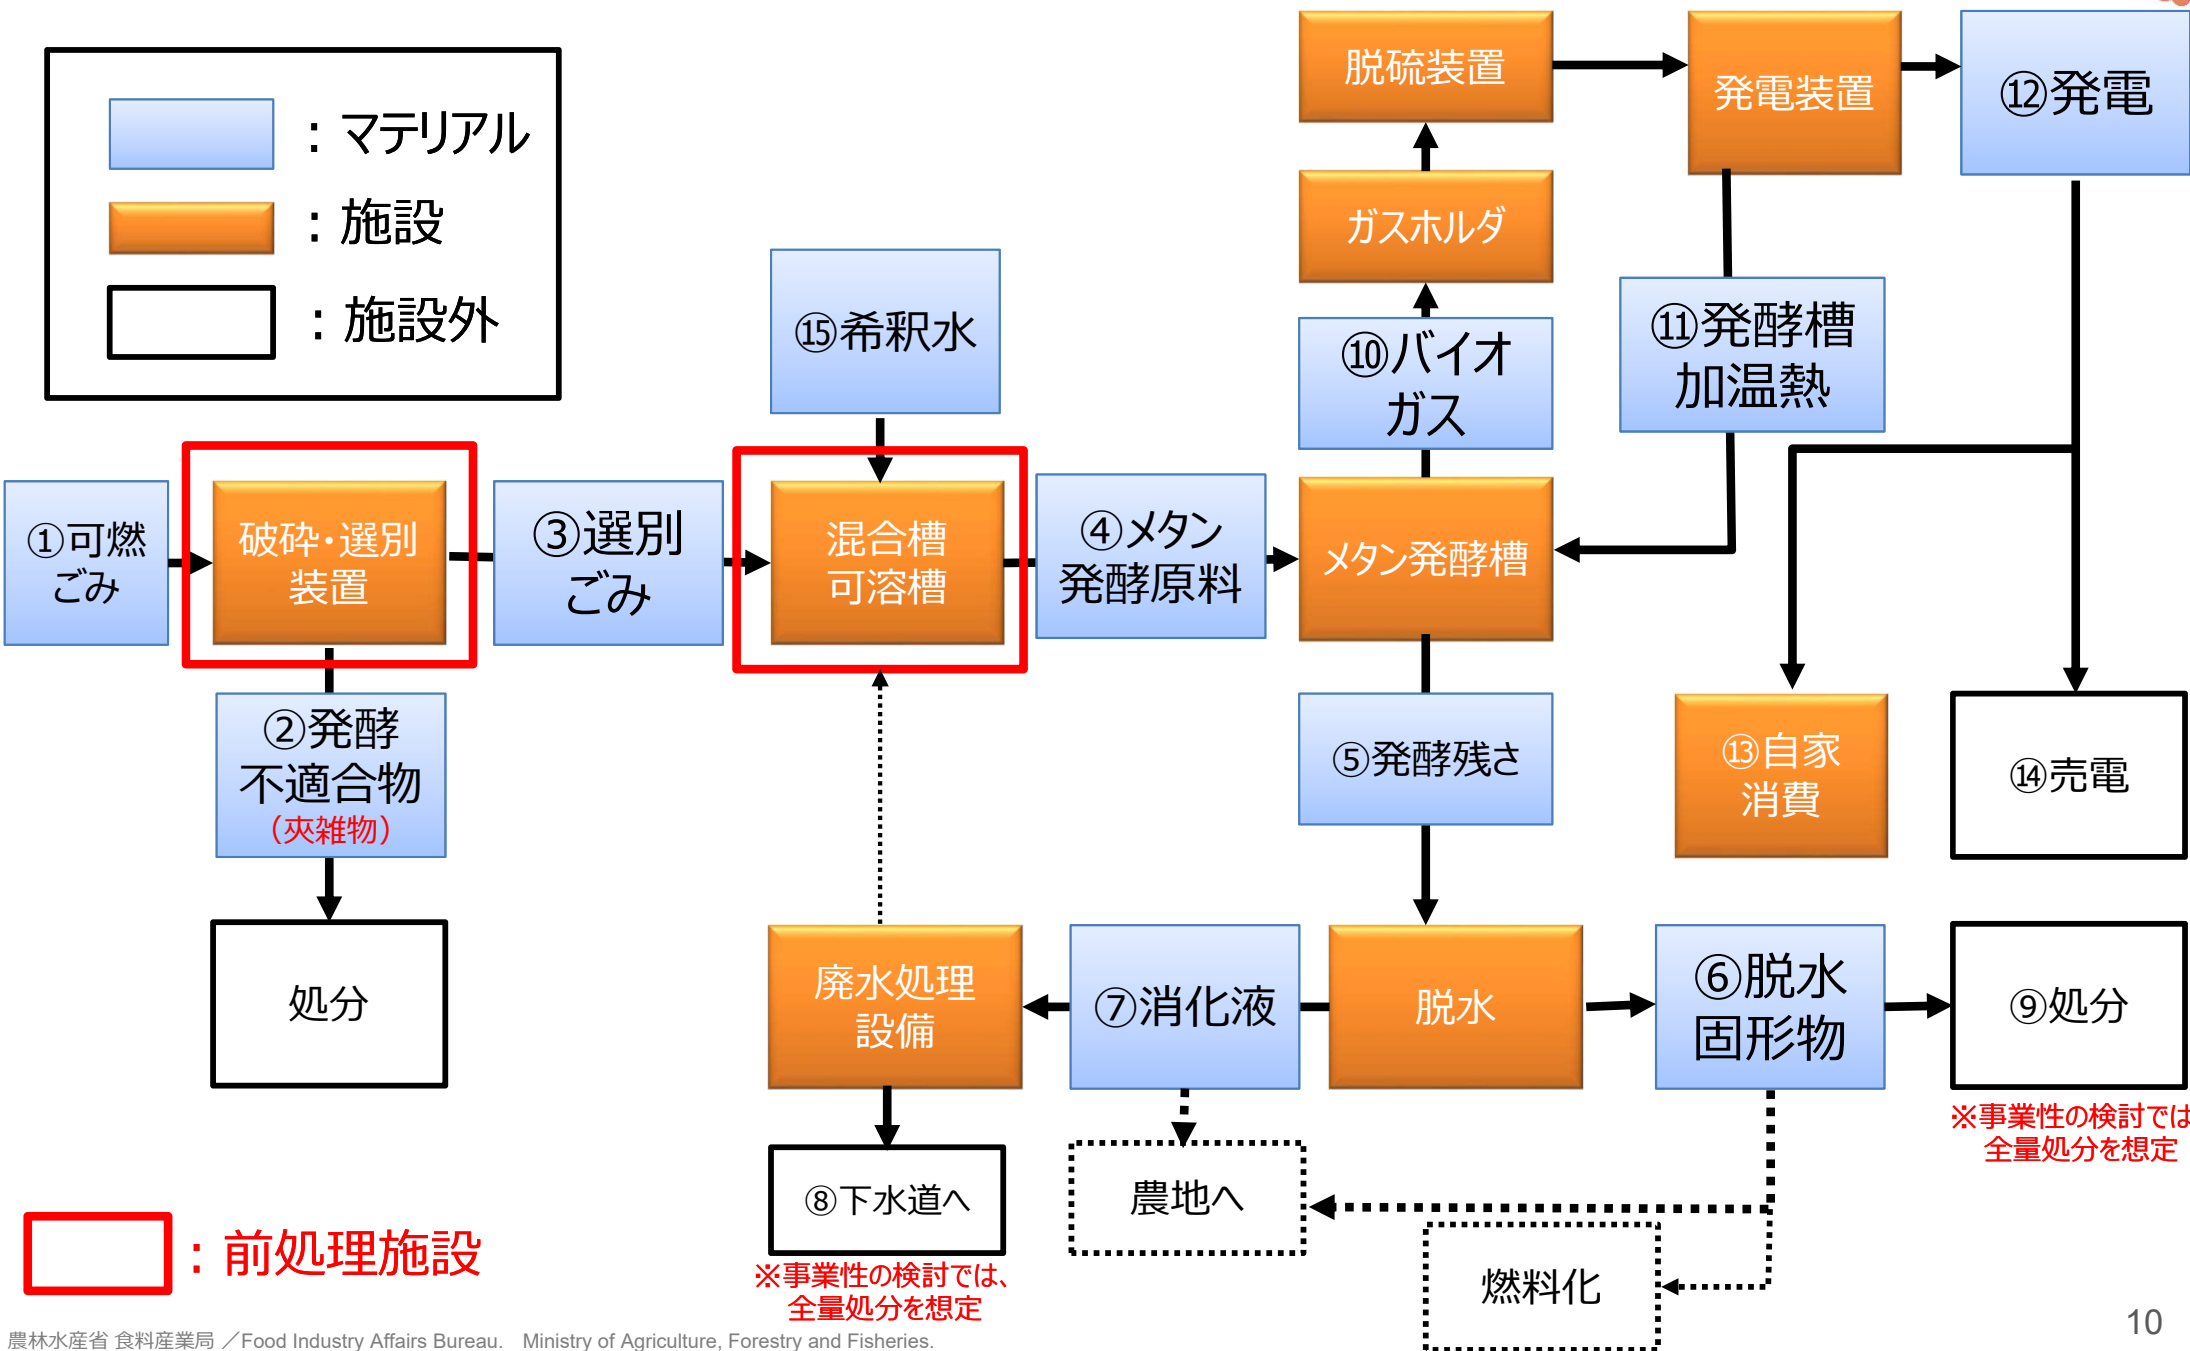 ：マテリアル
：施設
：施設外
脱硫装置
発電装置
⑫発電
ガスホルダ
⑮希釈水
⑩バイオ
ガス
⑪発酵槽
加温熱
①可燃
ごみ
破砕・選別
装置
③選別
ごみ
混合槽
可溶槽
④メタン
発酵原料
メタン発酵槽
②発酵
不適合物
（夾雑物）
⑤発酵残さ
⑬自家
消費
⑭売電
処分
廃水処理
設備
⑦消化液
脱水
⑥脱水
固形物
⑨処分
※事業性の検討では
全量処分を想定
⑧下水道へ
農地へ
※事業性の検討では、
全量処分を想定
燃料化
：前処理施設
農林水産省 食料産業局 ／Food Industry Affairs Bureau.　Ministry of Agriculture, Forestry and Fisheries.
10